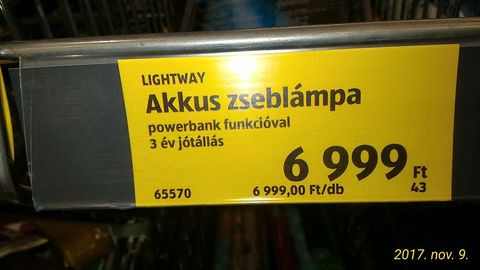 LIGHTWAY
Akkus zseblámpa
powerbank funkcióval
3 év jótállás
6 999 Ft
65570 6 999,00 Ft/db 43
2017. nov. 9.